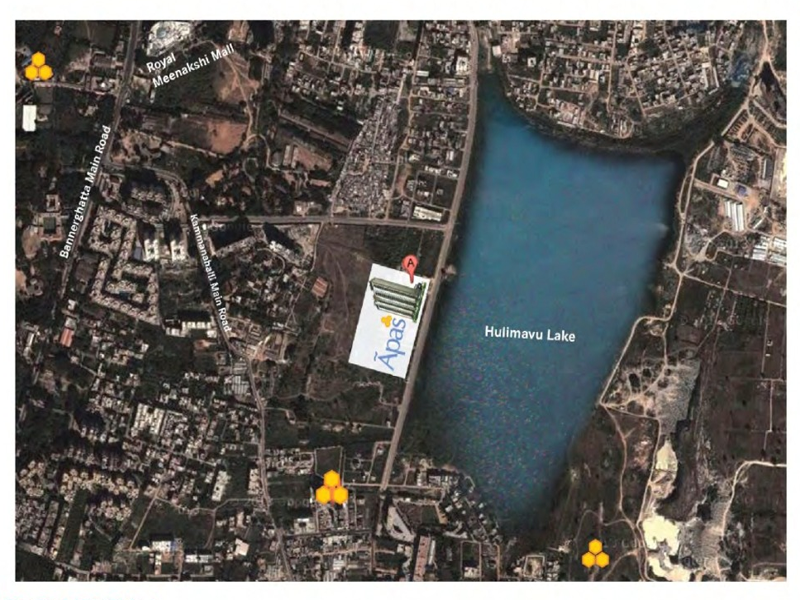 Royal
Meenakshi Mall
Bannerghatta Main Road
Kammanahalli Main Road
A
Āpas
Hulimavu Lake